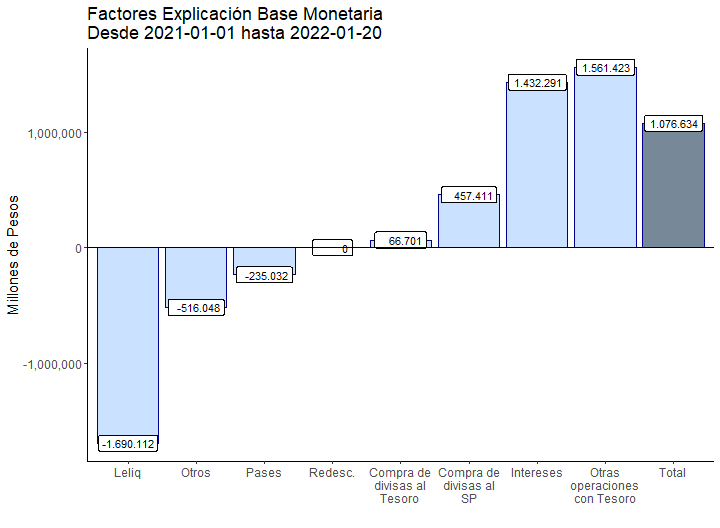 Factores Explicación Base Monetaria
Desde 2021-01-01 hasta 2022-01-20
Millones de Pesos
1,000,000
0
-1,000,000
-1.690.112
-516.048
-235.032
0
66.701
457.411
1.432.291
1.561.423
1.076.634
Leliq
Otros
Pases
Redesc.
Compra de
divisas al
Tesoro
Compra de
divisas al
SP
Intereses
Otras
operaciones
con Tesoro
Total